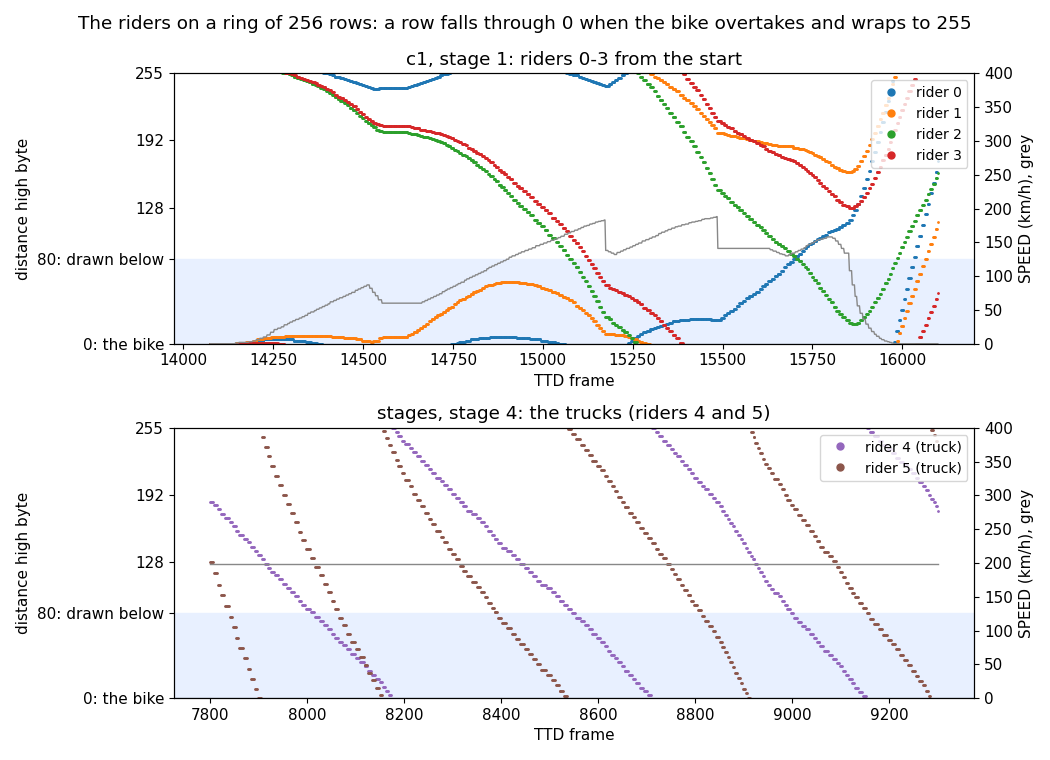 The riders on a ring of 256 rows: a row falls through 0 when the bike overtakes and wraps to 255
c1, stage 1: riders 0-3 from the start
distance high byte
255
192
128
80: drawn below
0: the bike
14000 14250 14500 14750 15000 15250 15500 15750 16000
TTD frame
400
350
300
250
200
150
100
50
0
SPEED (km/h), grey
rider 0
rider 1
rider 2
rider 3
stages, stage 4: the trucks (riders 4 and 5)
distance high byte
255
192
128
80: drawn below
0: the bike
7800 8000 8200 8400 8600 8800 9000 9200
TTD frame
400
350
300
250
200
150
100
50
0
SPEED (km/h), grey
rider 4 (truck)
rider 5 (truck)